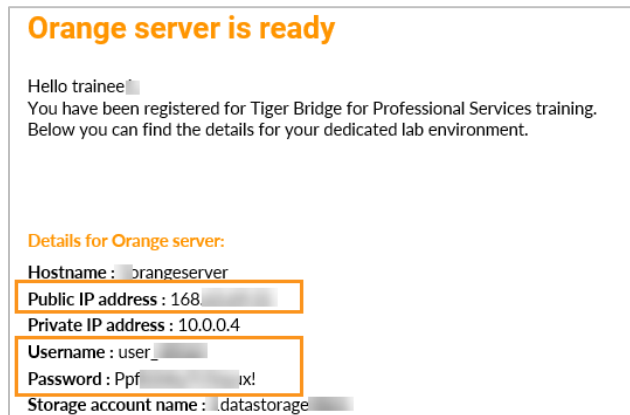 Orange server is ready
Hello trainee
You have been registered for Tiger Bridge for Professional Services training.
Below you can find the details for your dedicated lab environment.
Details for Orange server:
Hostname : orangeserver
Public IP address : 168.
Private IP address : 10.0.0.4
Username : user_
Password : Ppf ux!
Storage account name : datastorage